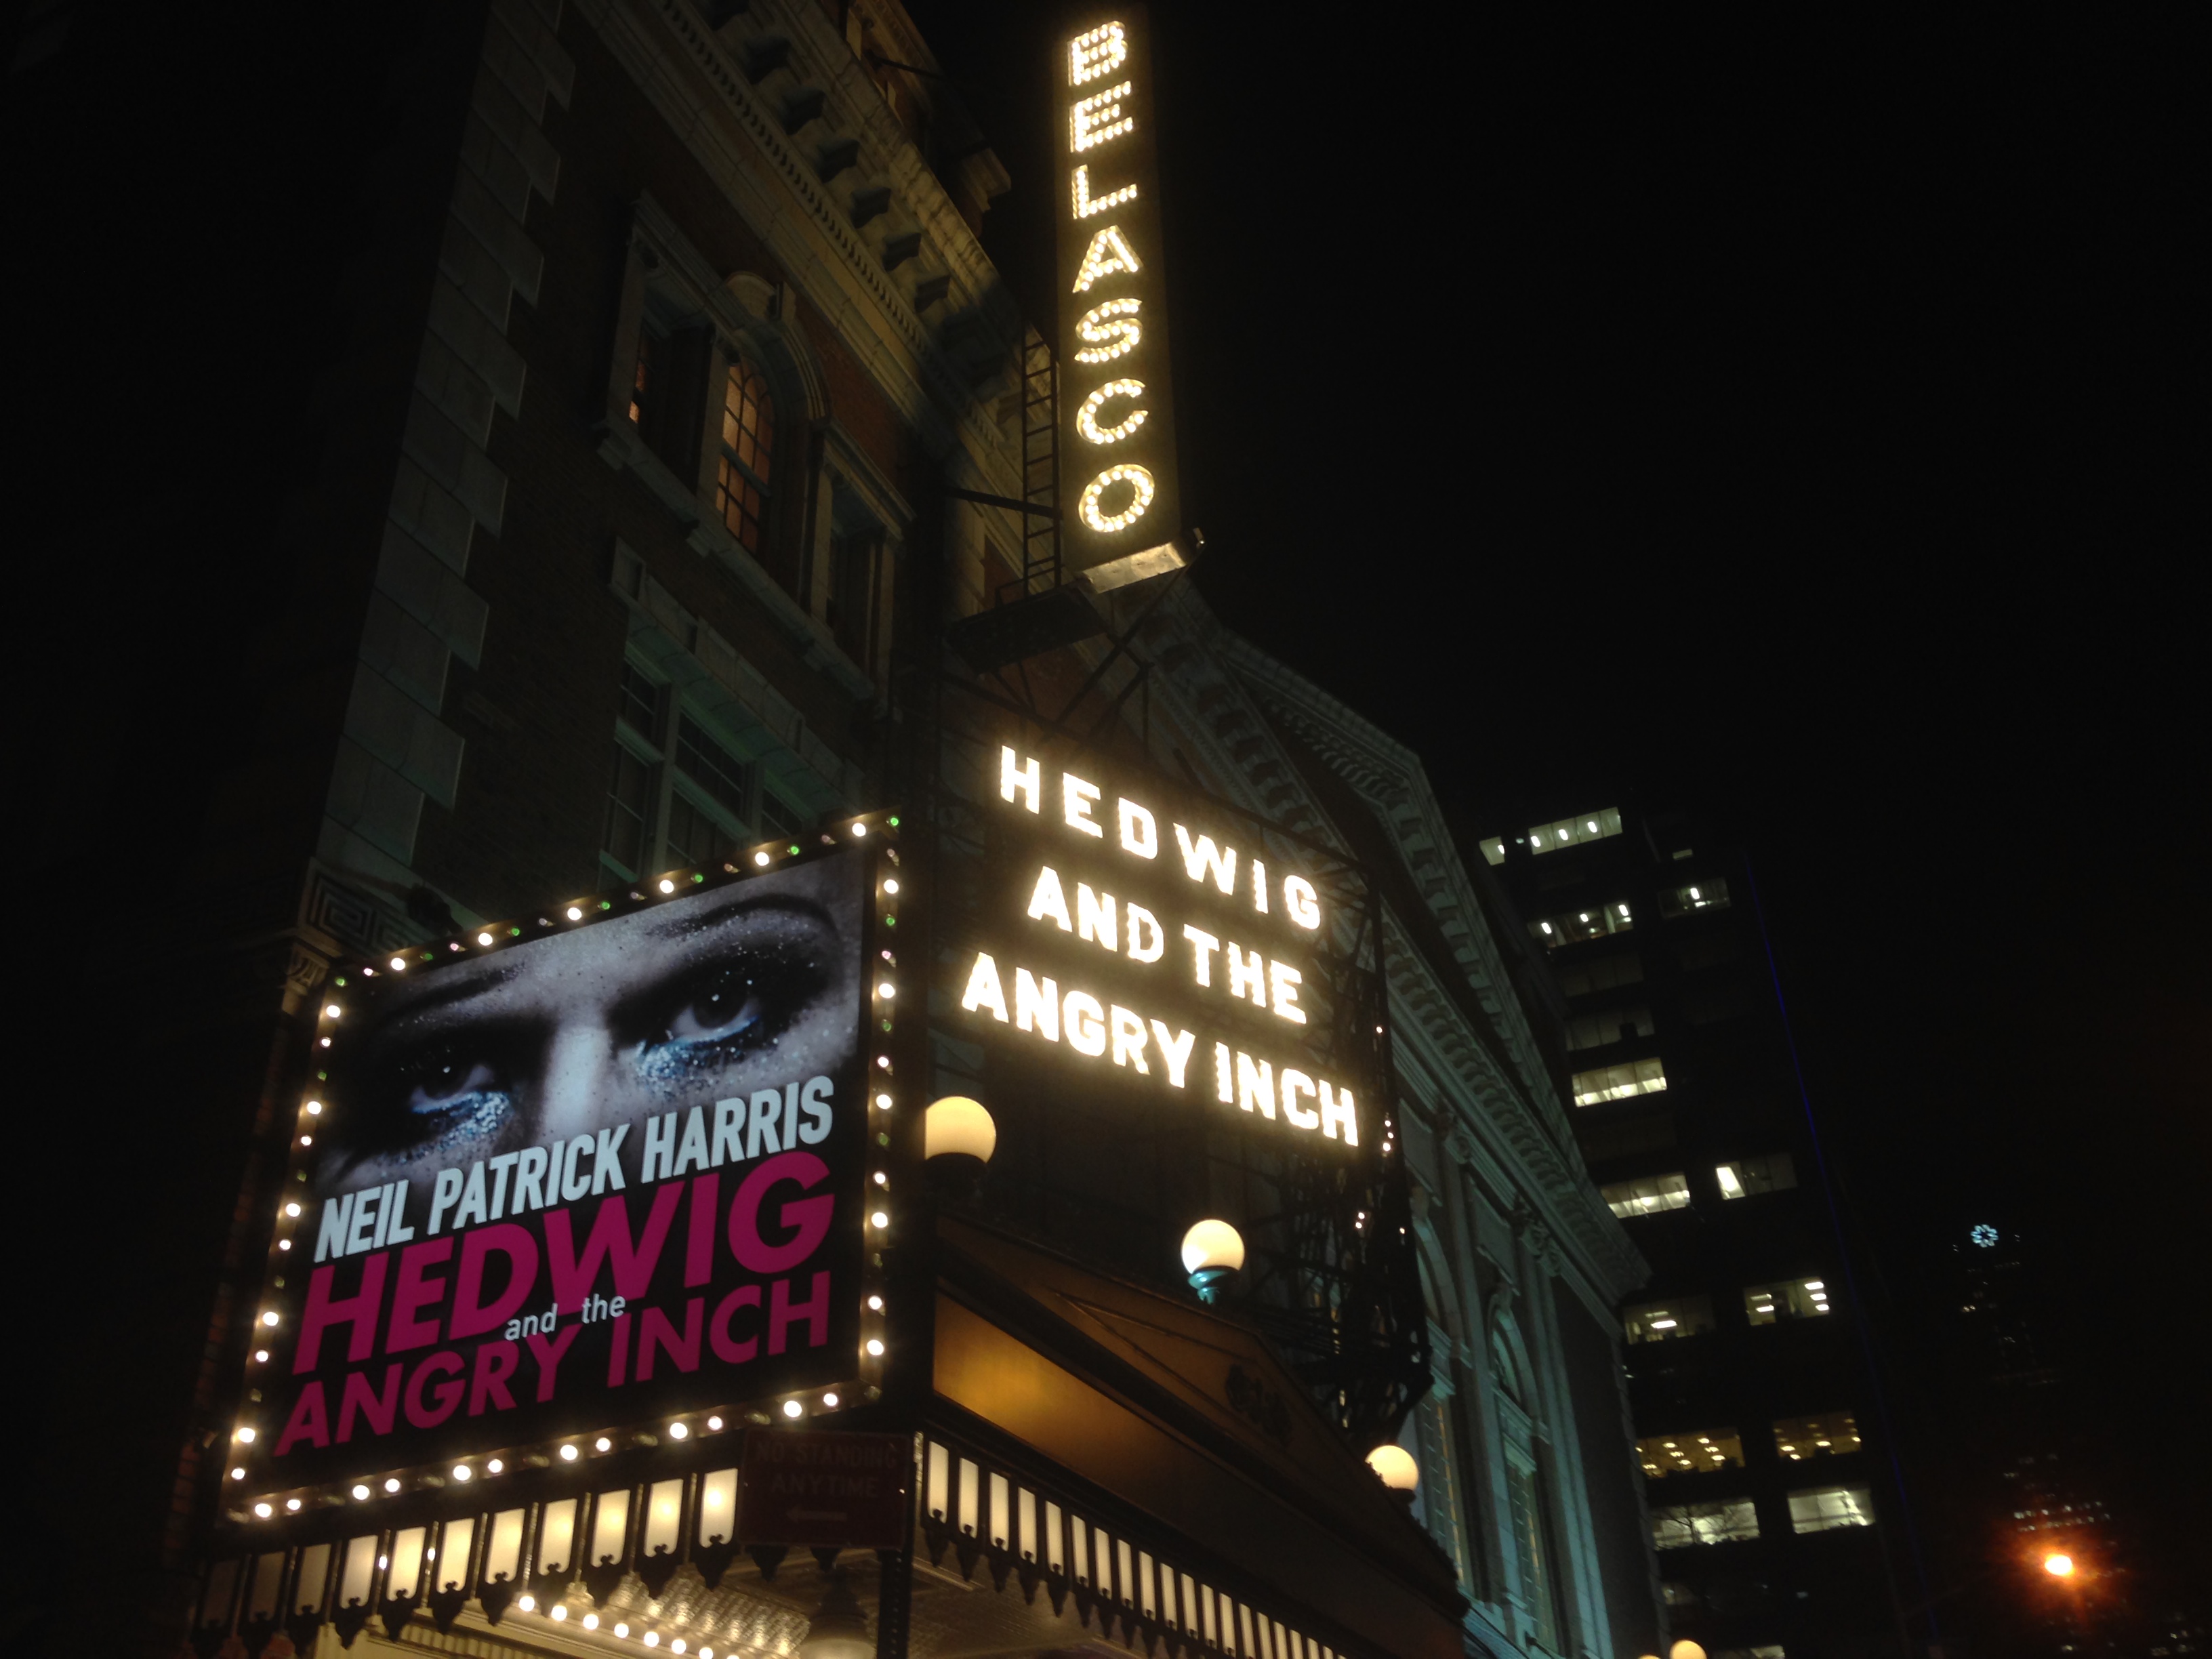 BELASCO
HEDWIG
AND THE
ANGRY INCH
NEIL PATRICK HARRIS
HEDWIG
and the
ANGRY INCH
NO STANDING
ANYTIME